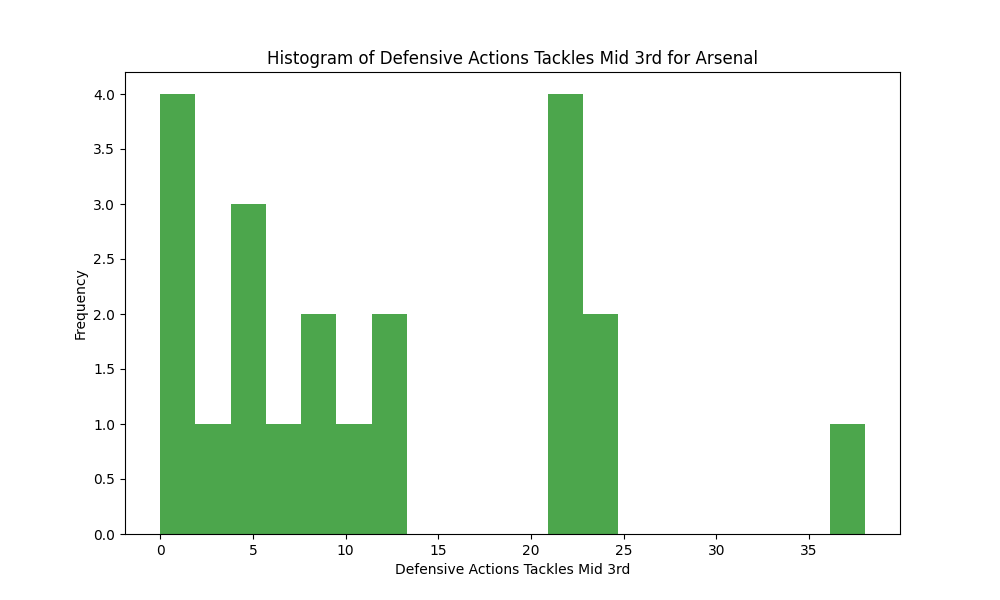 Histogram of Defensive Actions Tackles Mid 3rd for Arsenal
4.0
3.5
3.0
2.5
2.0
1.5
1.0
0.5
0.0
Frequency
0 5 10 15 20 25 30 35
Defensive Actions Tackles Mid 3rd